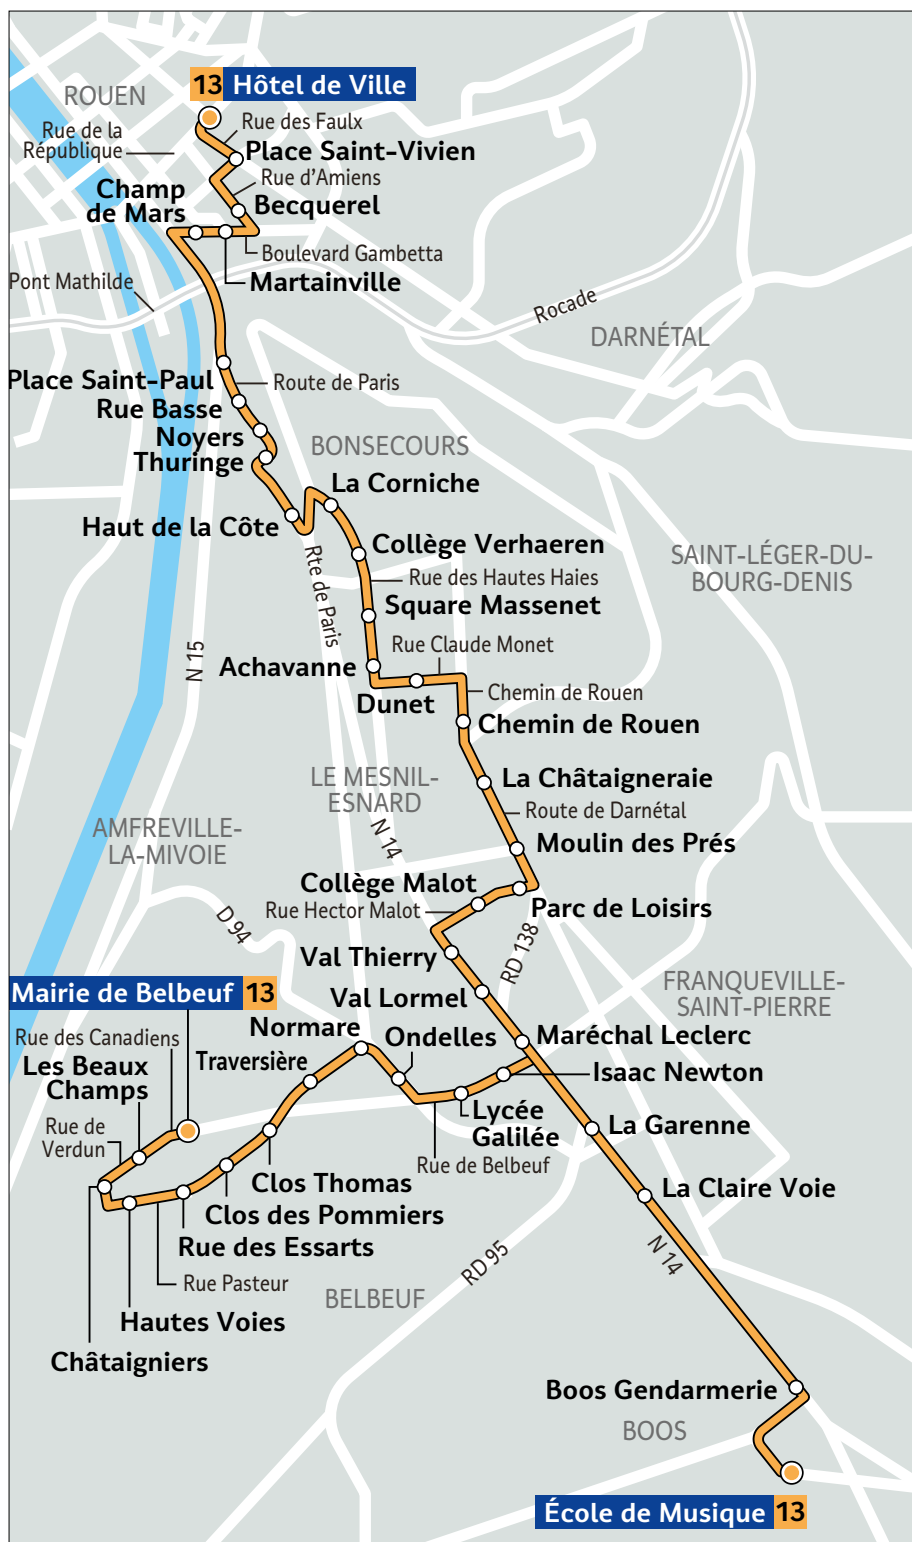 13 Hôtel de Ville
ROUEN
Rue des Faulx
Rue de la
République
Place Saint-Vivien
Rue d'Amiens
Champ
de Mars
Becquerel
Boulevard Gambetta
Pont Mathilde
Martainville
Rocade
DARNÉTAL
Place Saint-Paul
Route de Paris
Rue Basse
Noyers
BONSECOURS
Thuringe
La Corniche
Haut de la Côte
Collège Verhaeren
SAINT-LÉGER-DU-
BOURG-DENIS
Rte de Paris
Rue des Hautes Haies
Square Massenet
N 15
Rue Claude Monet
Achavanne
Dunet
Chemin de Rouen
Chemin de Rouen
LE MESNIL-
ESNARD
La Châtaigneraie
Route de Darnétal
AMFREVILLE-
LA-MIVOIE
N 14
Moulin des Prés
Collège Malot
Rue Hector Malot
Parc de Loisirs
D 94
Val Thierry
RD 138
FRANQUEVILLE-
SAINT-PIERRE
Mairie de Belbeuf 13
Val Lormel
Normare
Ondelles
Maréchal Leclerc
Rue des Canadiens
Les Beaux
Champs
Traversière
Isaac Newton
Lycée
Galilée
La Garenne
Rue de
Verdun
Rue de Belbeuf
Clos Thomas
La Claire Voie
Clos des Pommiers
Rue des Essarts
RD 95
N 14
Rue Pasteur
BELBEUF
Hautes Voies
Châtaigniers
Boos Gendarmerie
BOOS
École de Musique 13